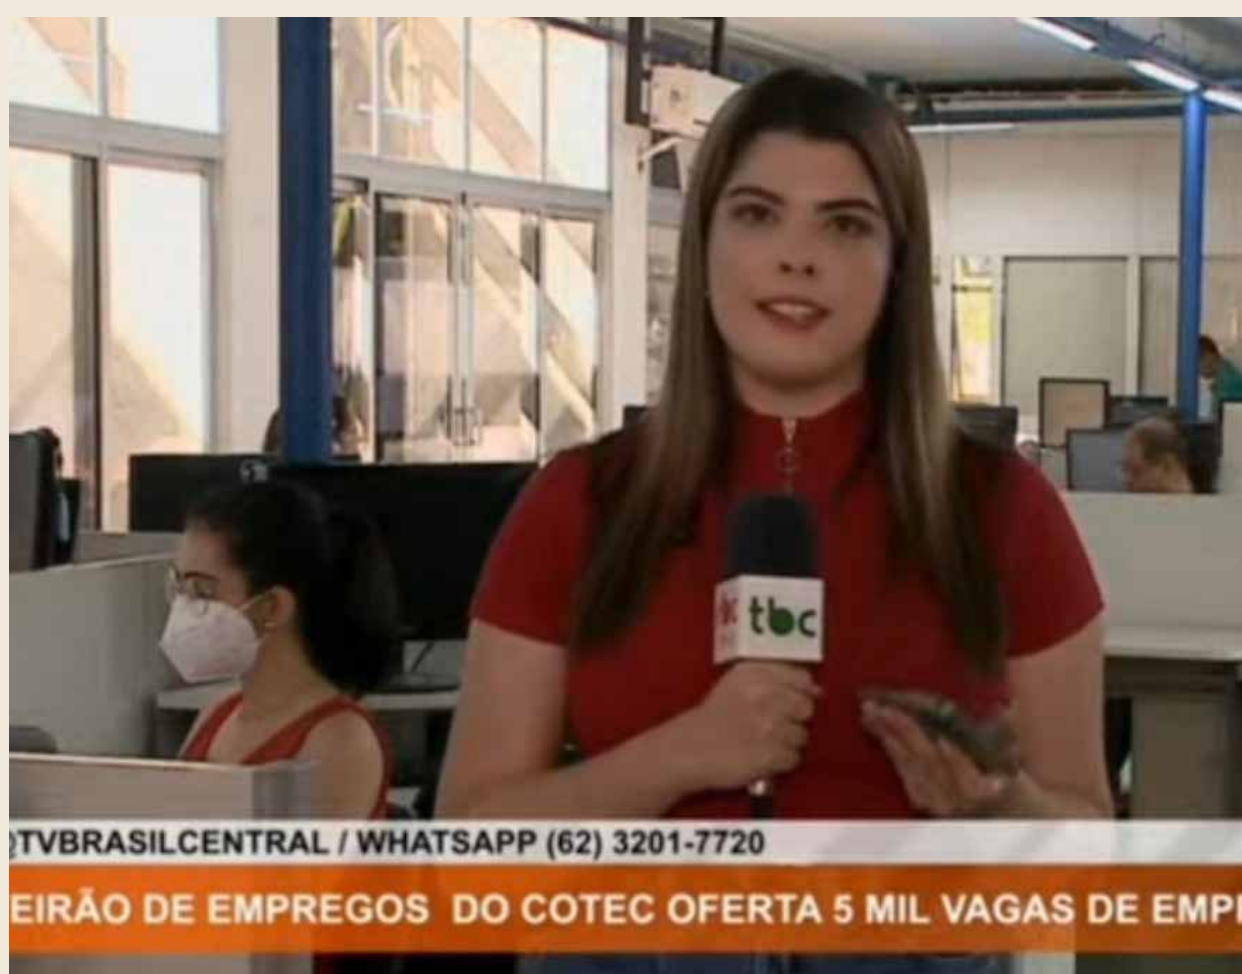 tbc
TVBRASILCENTRAL / WHATSAPP (62) 3201-7720
EIRÃO DE EMPREGOS DO COTEC OFERTA 5 MIL VAGAS DE EMP